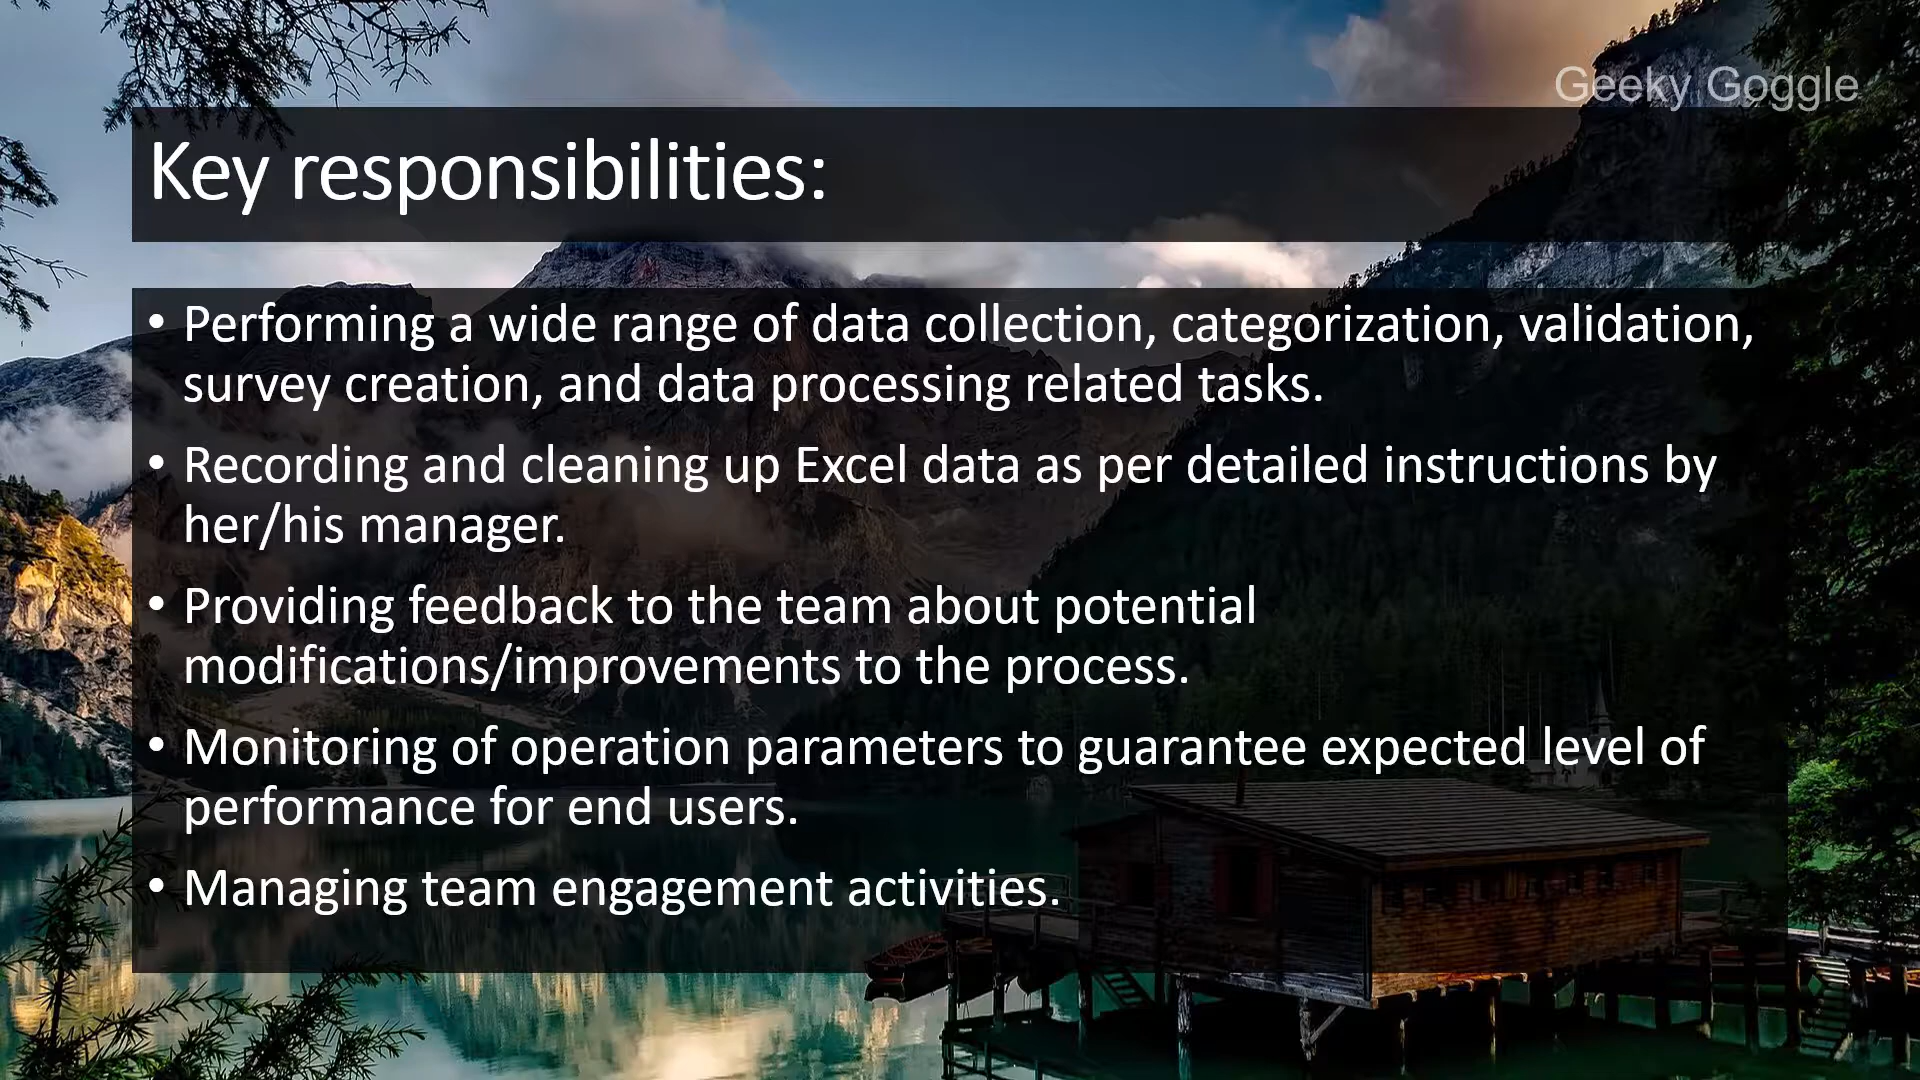 Geeky Goggle
Key responsibilities:
• Performing a wide range of data collection, categorization, validation,
survey creation, and data processing related tasks.
• Recording and cleaning up Excel data as per detailed instructions by
her/his manager.
• Providing feedback to the team about potential
modifications/improvements to the process.
• Monitoring of operation parameters to guarantee expected level of
performance for end users.
• Managing team engagement activities.